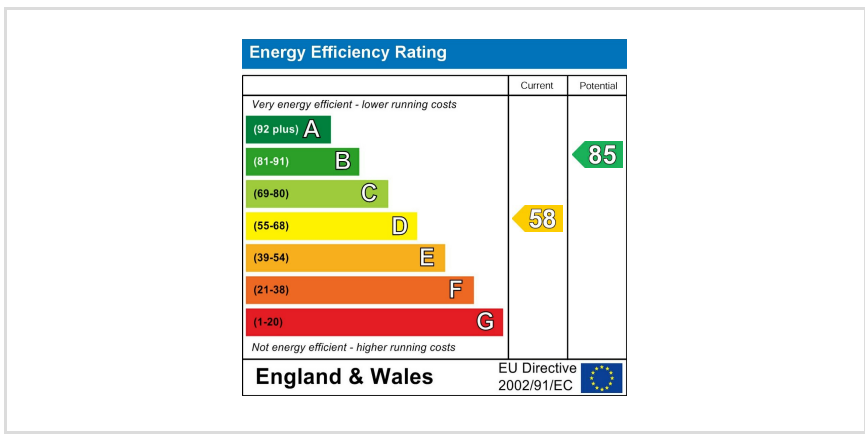 Energy Efficiency Rating
Current Potential
Very energy efficient - lower running costs
(92 plus) A
(81-91) B
85
(69-80) C
(55-68) D
58
(39-54) E
(21-38) F
(1-20) G
Not energy efficient - higher running costs
England & Wales
EU Directive
2002/91/EC